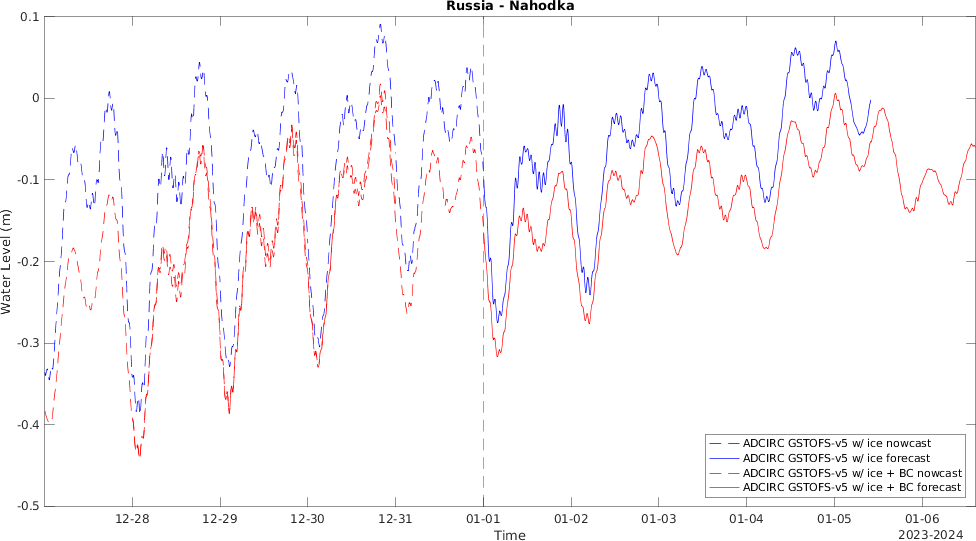 Russia - Nahodka
0.1
0
-0.1
-0.2
-0.3
-0.4
-0.5
Water Level (m)
12-28
12-29
12-30
12-31
01-01
01-02
01-03
01-04
01-05
01-06
Time
2023-2024
ADCIRC GSTOFS-v5 w/ ice nowcast
ADCIRC GSTOFS-v5 w/ ice forecast
ADCIRC GSTOFS-v5 w/ ice + BC nowcast
ADCIRC GSTOFS-v5 w/ ice + BC forecast